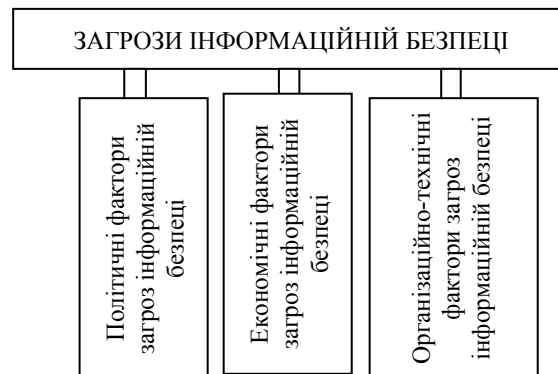 ЗАГРОЗИ ІНФОРМАЦІЙНІЙ БЕЗПЕЦІ
Політичні фактори
загроз інформаційній
безпеці
Економічні фактори
загроз інформаційній
безпеці
Організаційно-технічні
фактори загроз
інформаційній безпеці